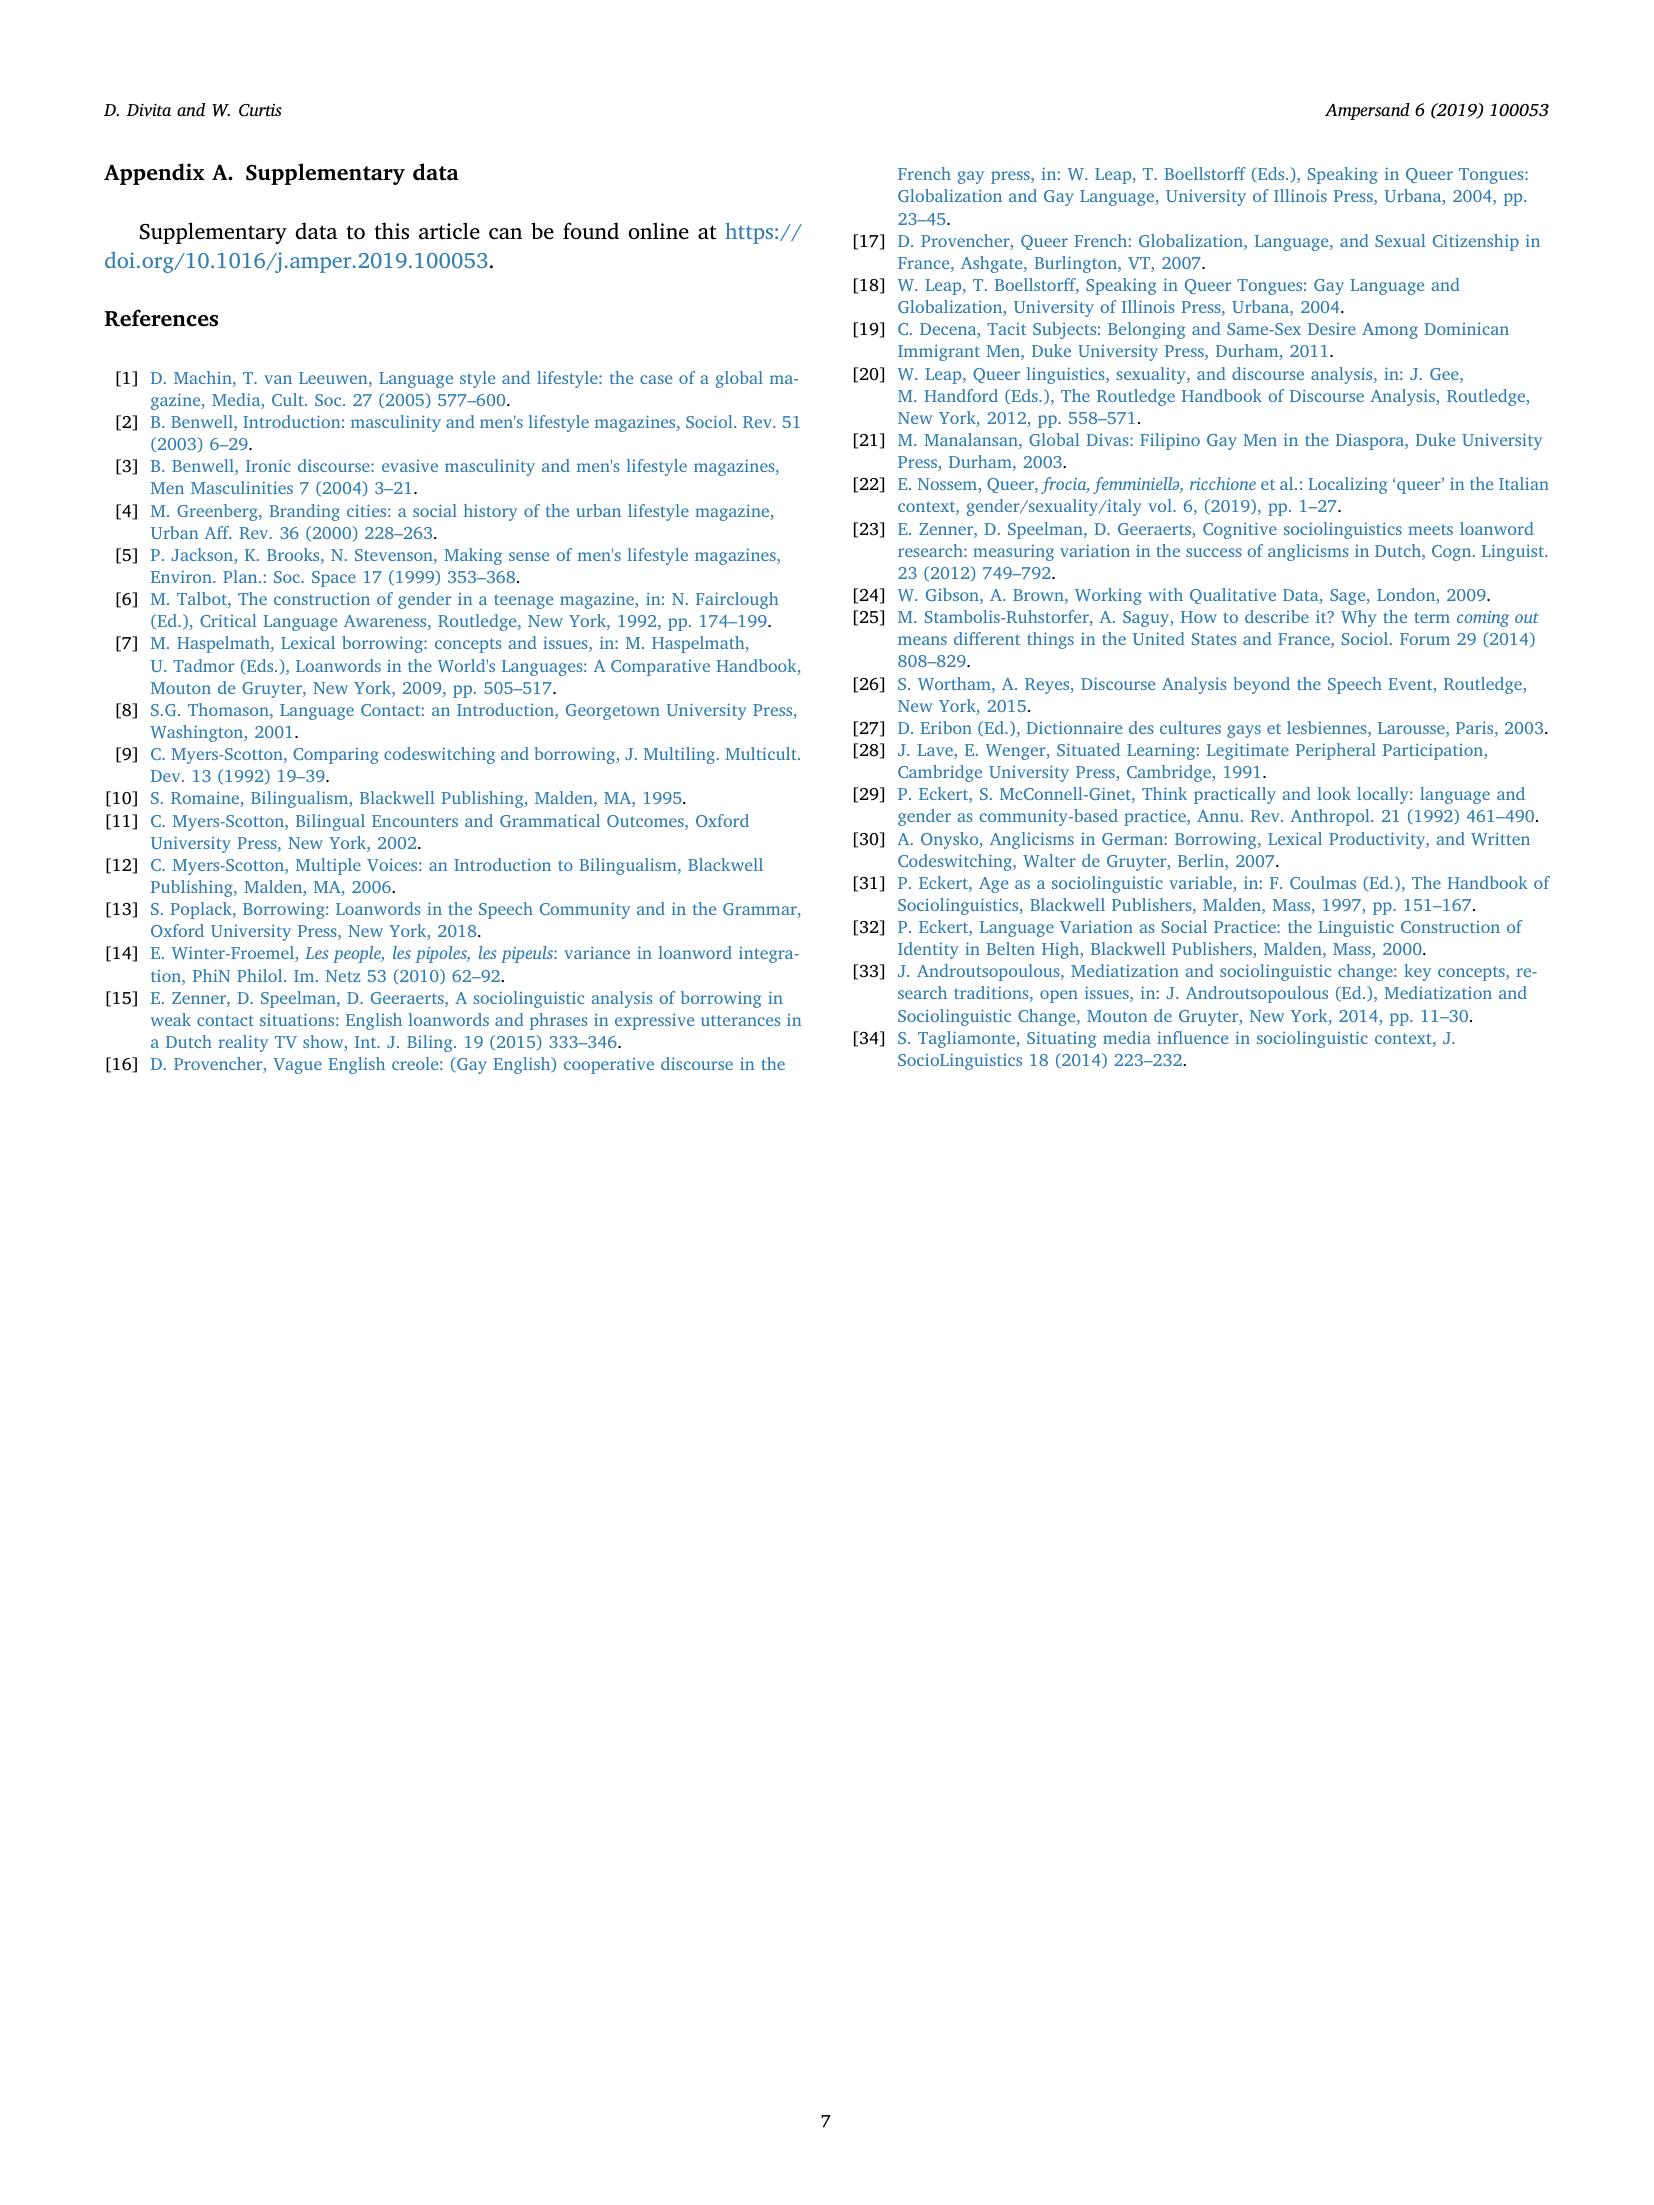 D. Divita and W. Curtis
Ampersand 6 (2019) 100053
Appendix A. Supplementary data
Supplementary data to this article can be found online at https://
doi.org/10.1016/j.amper.2019.100053.
References
[1] D. Machin, T. van Leeuwen, Language style and lifestyle: the case of a global ma-
gazine, Media, Cult. Soc. 27 (2005) 577–600.
[2] B. Benwell, Introduction: masculinity and men's lifestyle magazines, Sociol. Rev. 51
(2003) 6–29.
[3] B. Benwell, Ironic discourse: evasive masculinity and men's lifestyle magazines,
Men Masculinities 7 (2004) 3–21.
[4] M. Greenberg, Branding cities: a social history of the urban lifestyle magazine,
Urban Aff. Rev. 36 (2000) 228–263.
[5] P. Jackson, K. Brooks, N. Stevenson, Making sense of men's lifestyle magazines,
Environ. Plan.: Soc. Space 17 (1999) 353–368.
[6] M. Talbot, The construction of gender in a teenage magazine, in: N. Fairclough
(Ed.), Critical Language Awareness, Routledge, New York, 1992, pp. 174–199.
[7] M. Haspelmath, Lexical borrowing: concepts and issues, in: M. Haspelmath,
U. Tadmor (Eds.), Loanwords in the World's Languages: A Comparative Handbook,
Mouton de Gruyter, New York, 2009, pp. 505–517.
[8] S.G. Thomason, Language Contact: an Introduction, Georgetown University Press,
Washington, 2001.
[9] C. Myers-Scotton, Comparing codeswitching and borrowing, J. Multiling. Multicult.
Dev. 13 (1992) 19–39.
[10] S. Romaine, Bilingualism, Blackwell Publishing, Malden, MA, 1995.
[11] C. Myers-Scotton, Bilingual Encounters and Grammatical Outcomes, Oxford
University Press, New York, 2002.
[12] C. Myers-Scotton, Multiple Voices: an Introduction to Bilingualism, Blackwell
Publishing, Malden, MA, 2006.
[13] S. Poplack, Borrowing: Loanwords in the Speech Community and in the Grammar,
Oxford University Press, New York, 2018.
[14] E. Winter-Froemel, Les people, les pipoles, les pipeuls: variance in loanword integra-
tion, PhiN Philol. Im. Netz 53 (2010) 62–92.
[15] E. Zenner, D. Speelman, D. Geeraerts, A sociolinguistic analysis of borrowing in
weak contact situations: English loanwords and phrases in expressive utterances in
a Dutch reality TV show, Int. J. Biling. 19 (2015) 333–346.
[16] D. Provencher, Vague English creole: (Gay English) cooperative discourse in the
French gay press, in: W. Leap, T. Boellstorff (Eds.), Speaking in Queer Tongues:
Globalization and Gay Language, University of Illinois Press, Urbana, 2004, pp.
23–45.
[17] D. Provencher, Queer French: Globalization, Language, and Sexual Citizenship in
France, Ashgate, Burlington, VT, 2007.
[18] W. Leap, T. Boellstorff, Speaking in Queer Tongues: Gay Language and
Globalization, University of Illinois Press, Urbana, 2004.
[19] C. Decena, Tacit Subjects: Belonging and Same-Sex Desire Among Dominican
Immigrant Men, Duke University Press, Durham, 2011.
[20] W. Leap, Queer linguistics, sexuality, and discourse analysis, in: J. Gee,
M. Handford (Eds.), The Routledge Handbook of Discourse Analysis, Routledge,
New York, 2012, pp. 558–571.
[21] M. Manalansan, Global Divas: Filipino Gay Men in the Diaspora, Duke University
Press, Durham, 2003.
[22] E. Nossem, Queer, frocia, femminiellə, ricchione et al.: Localizing ‘queer’ in the Italian
context, gender/sexuality/italy vol. 6, (2019), pp. 1–27.
[23] E. Zenner, D. Speelman, D. Geeraerts, Cognitive sociolinguistics meets loanword
research: measuring variation in the success of anglicisms in Dutch, Cogn. Linguist.
23 (2012) 749–792.
[24] W. Gibson, A. Brown, Working with Qualitative Data, Sage, London, 2009.
[25] M. Stambolis-Ruhstorfer, A. Saguy, How to describe it? Why the term coming out
means different things in the United States and France, Sociol. Forum 29 (2014)
808–829.
[26] S. Wortham, A. Reyes, Discourse Analysis beyond the Speech Event, Routledge,
New York, 2015.
[27] D. Eribon (Ed.), Dictionnaire des cultures gays et lesbiennes, Larousse, Paris, 2003.
[28] J. Lave, E. Wenger, Situated Learning: Legitimate Peripheral Participation,
Cambridge University Press, Cambridge, 1991.
[29] P. Eckert, S. McConnell-Ginet, Think practically and look locally: language and
gender as community-based practice, Annu. Rev. Anthropol. 21 (1992) 461–490.
[30] A. Onysko, Anglicisms in German: Borrowing, Lexical Productivity, and Written
Codeswitching, Walter de Gruyter, Berlin, 2007.
[31] P. Eckert, Age as a sociolinguistic variable, in: F. Coulmas (Ed.), The Handbook of
Sociolinguistics, Blackwell Publishers, Malden, Mass, 1997, pp. 151–167.
[32] P. Eckert, Language Variation as Social Practice: the Linguistic Construction of
Identity in Belten High, Blackwell Publishers, Malden, Mass, 2000.
[33] J. Androutsopoulous, Mediatization and sociolinguistic change: key concepts, re-
search traditions, open issues, in: J. Androutsopoulous (Ed.), Mediatization and
Sociolinguistic Change, Mouton de Gruyter, New York, 2014, pp. 11–30.
[34] S. Tagliamonte, Situating media influence in sociolinguistic context, J.
SocioLinguistics 18 (2014) 223–232.
7